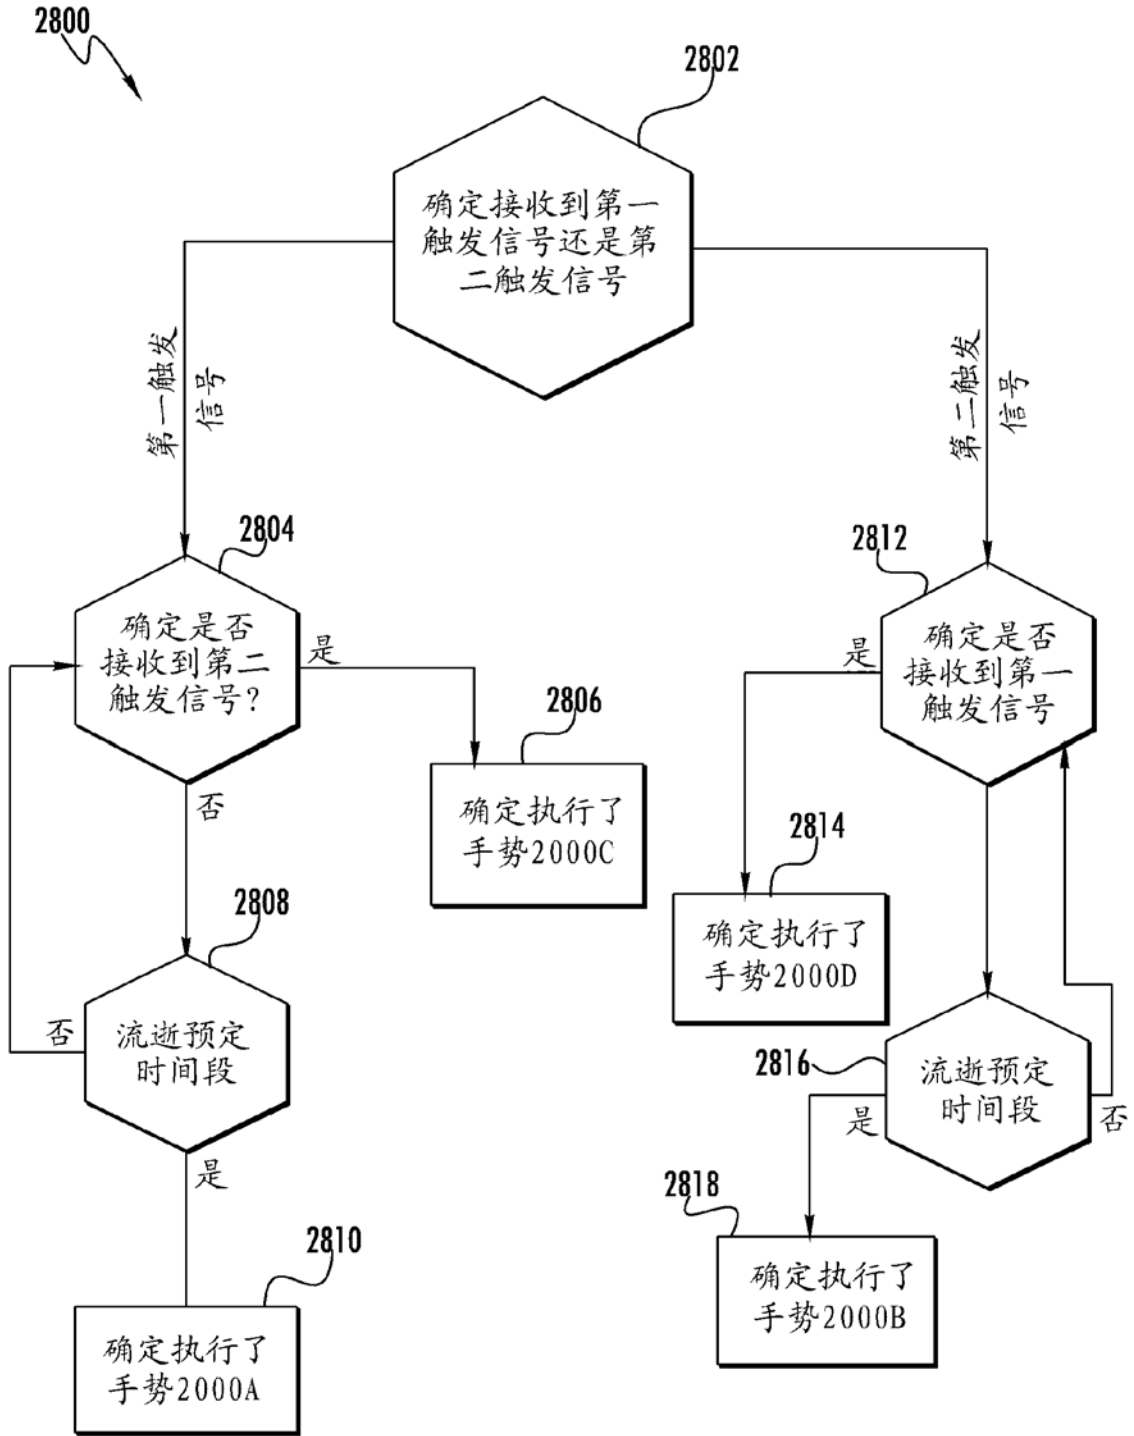 2800
2802
确定接收到第一
触发信号还是第
二触发信号
第一触发
信号
第二触发
信号
2804
确定是否
接收到第二
触发信号?
是
否
2806
确定执行了
手势2000C
2808
流逝预定
时间段
否
是
2810
确定执行了
手势2000A
2812
确定是否
接收到第一
触发信号
是
2814
确定执行了
手势2000D
2816
流逝预定
时间段
是
否
2818
确定执行了
手势2000B